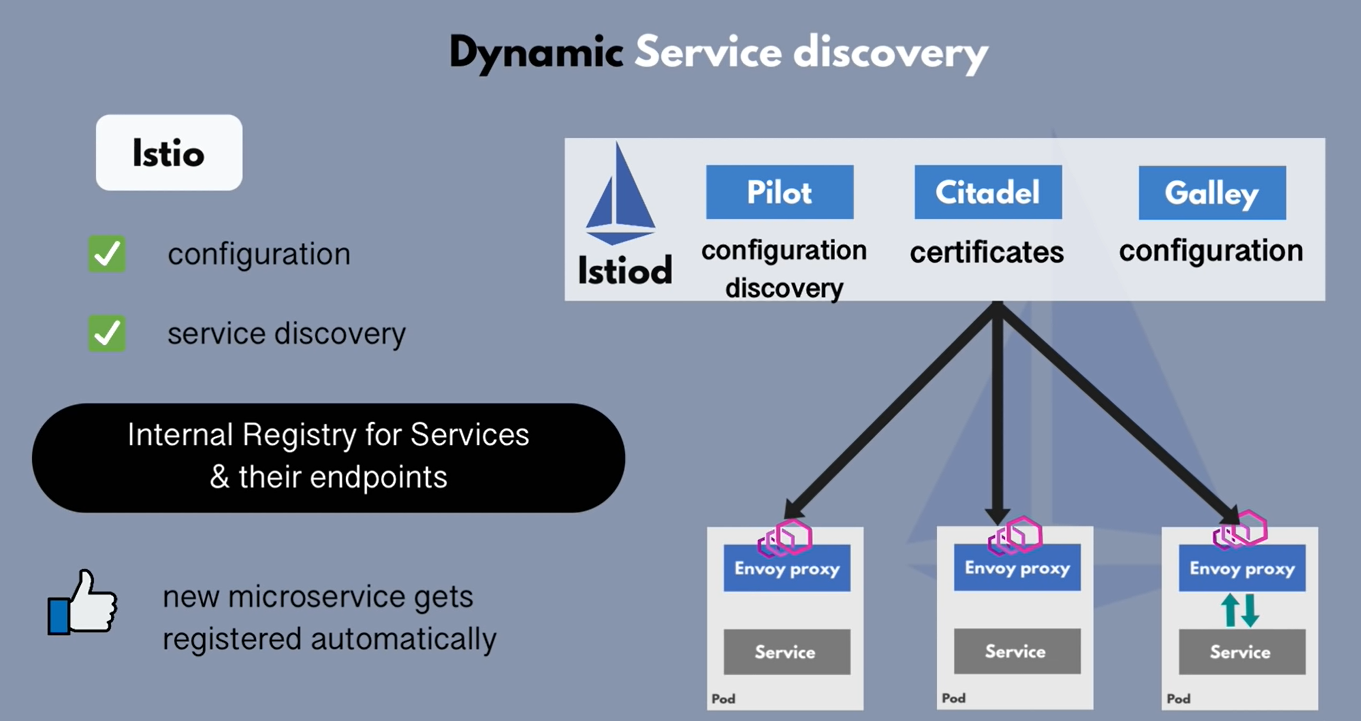 Dynamic Service discovery
Istio
configuration
service discovery
Internal Registry for Services
& their endpoints
new microservice gets
registered automatically
Istiod
Pilot
configuration
discovery
Citadel
certificates
Galley
configuration
Envoy proxy
Service
Pod
Envoy proxy
Service
Pod
Envoy proxy
Service
Pod